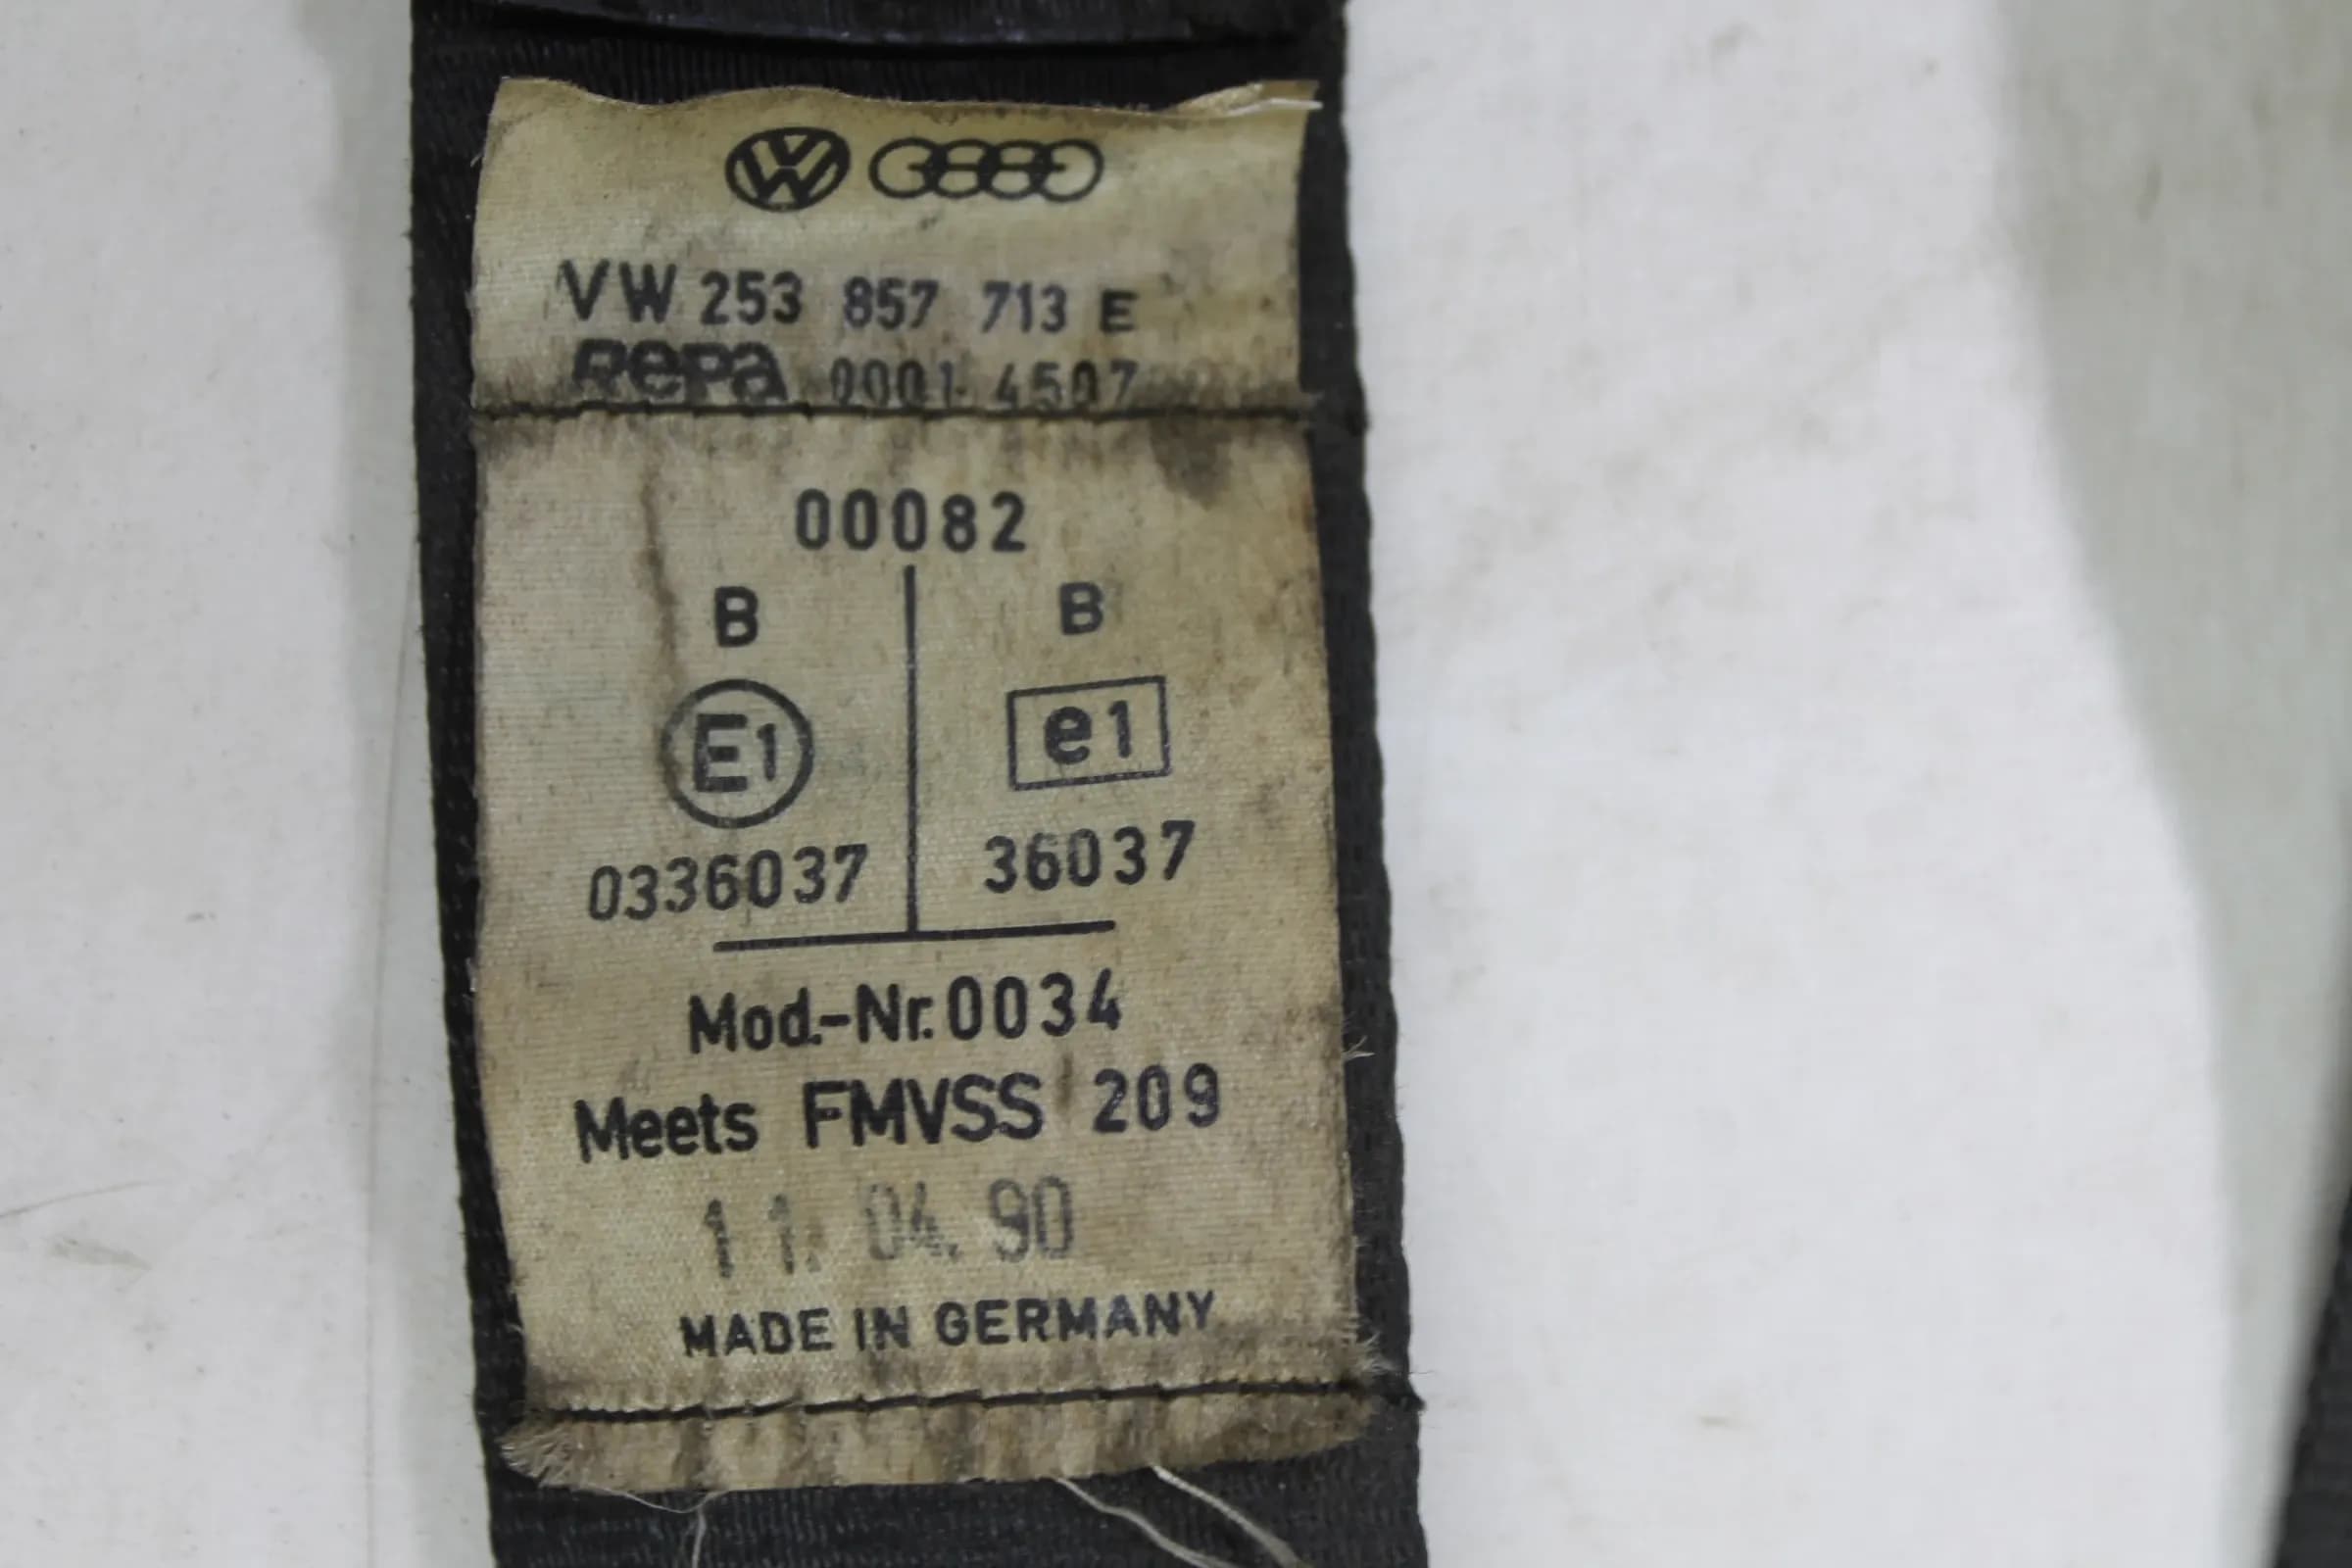 VW 253 857 713 E
Repa 0001 4507
00082
B B
E1 e1
0336037 36037
Mod.-Nr. 0034
Meets FMVSS 209
11. 04. 90
MADE IN GERMANY